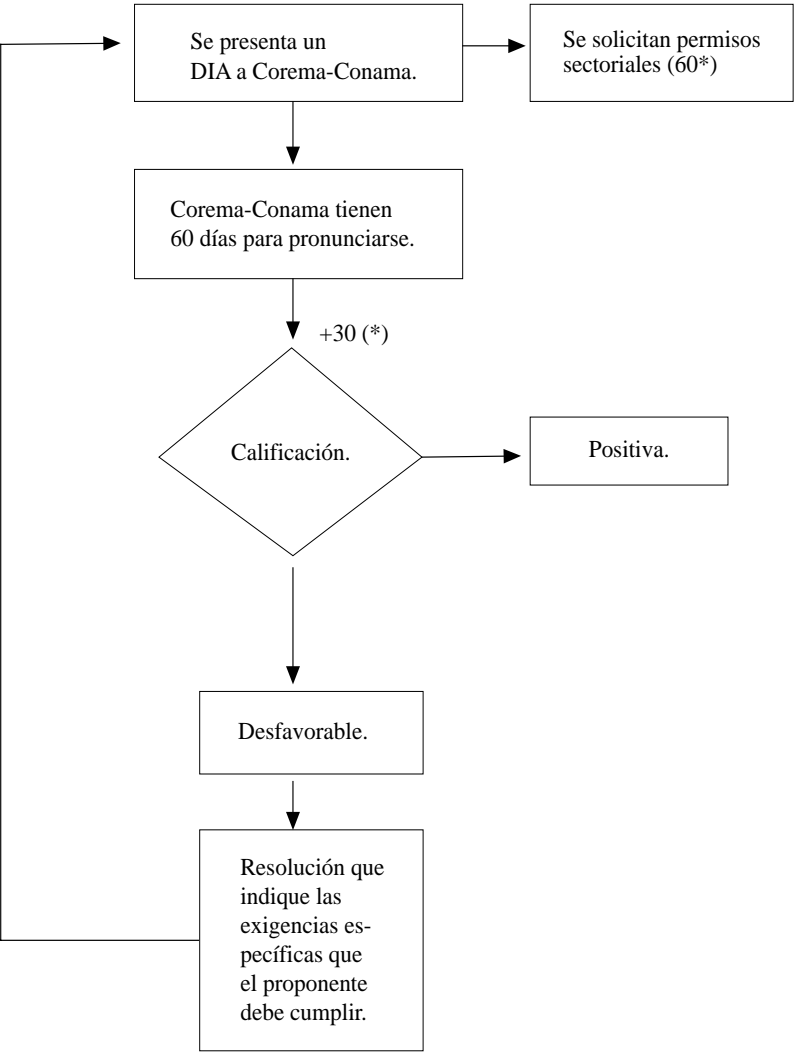 Se presenta un
DIA a Corema-Conama.
Se solicitan permisos
sectoriales (60*)
Corema-Conama tienen
60 días para pronunciarse.
+30 (*)
Calificación.
Positiva.
Desfavorable.
Resolución que
indique las
exigencias es-
pecíficas que
el proponente
debe cumplir.